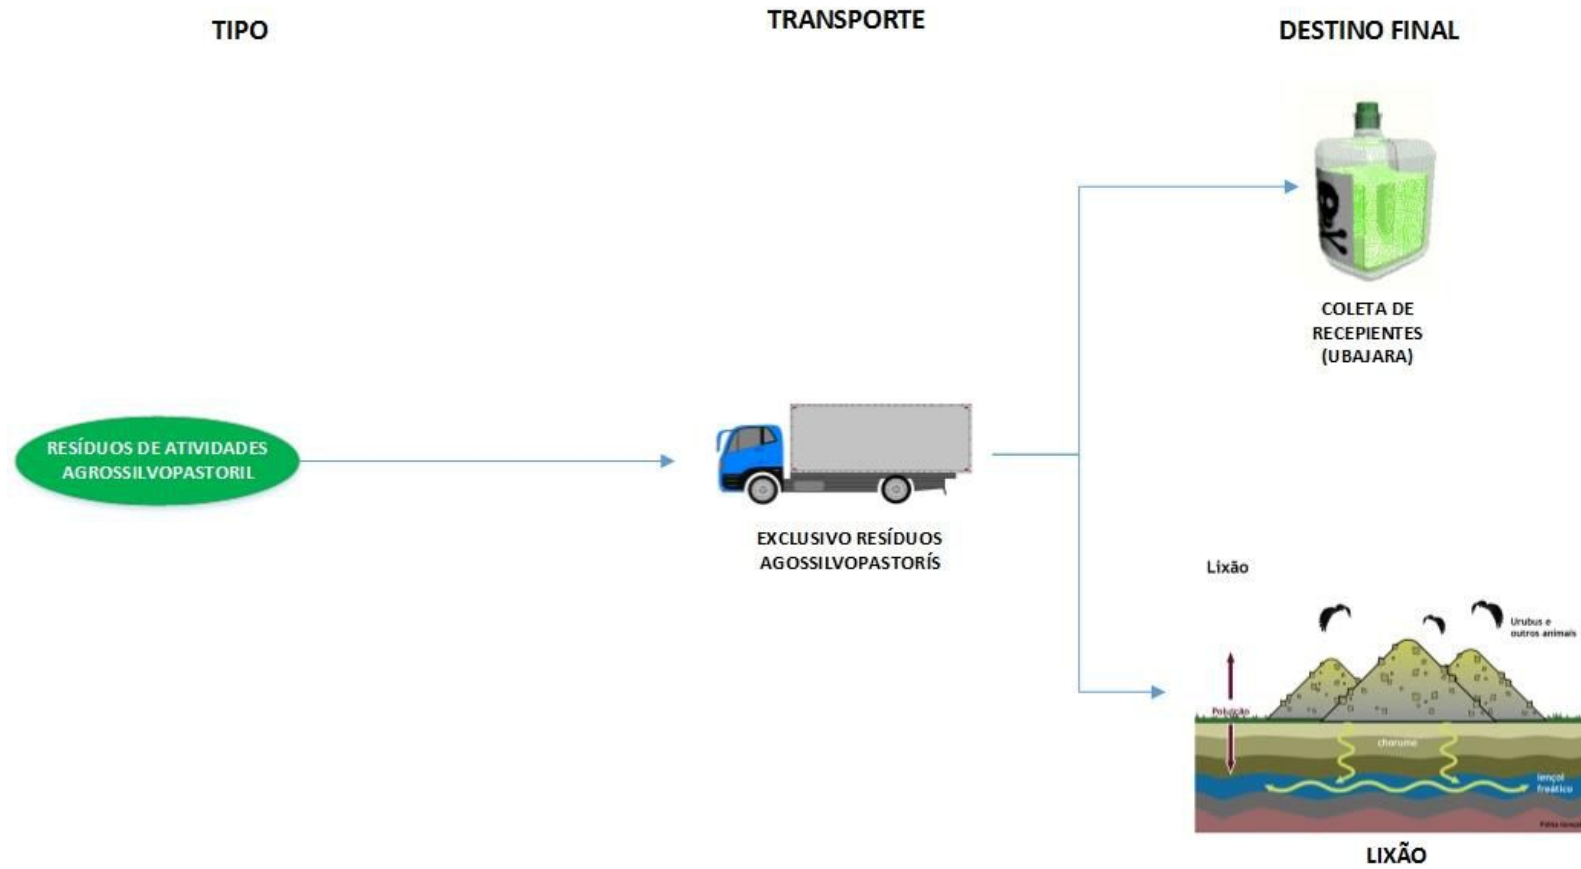 TIPO
TRANSPORTE
DESTINO FINAL
COLETA DE
RECEPIENTES
(UBAJARA)
RESÍDUOS DE ATIVIDADES
AGROSSILVOPASTORIL
EXCLUSIVO RESÍDUOS
AGOSSILVOPASTORÍS
Lixão
Urubus e
outros animais
Poluição
chorume
lençol
freático
LIXÃO